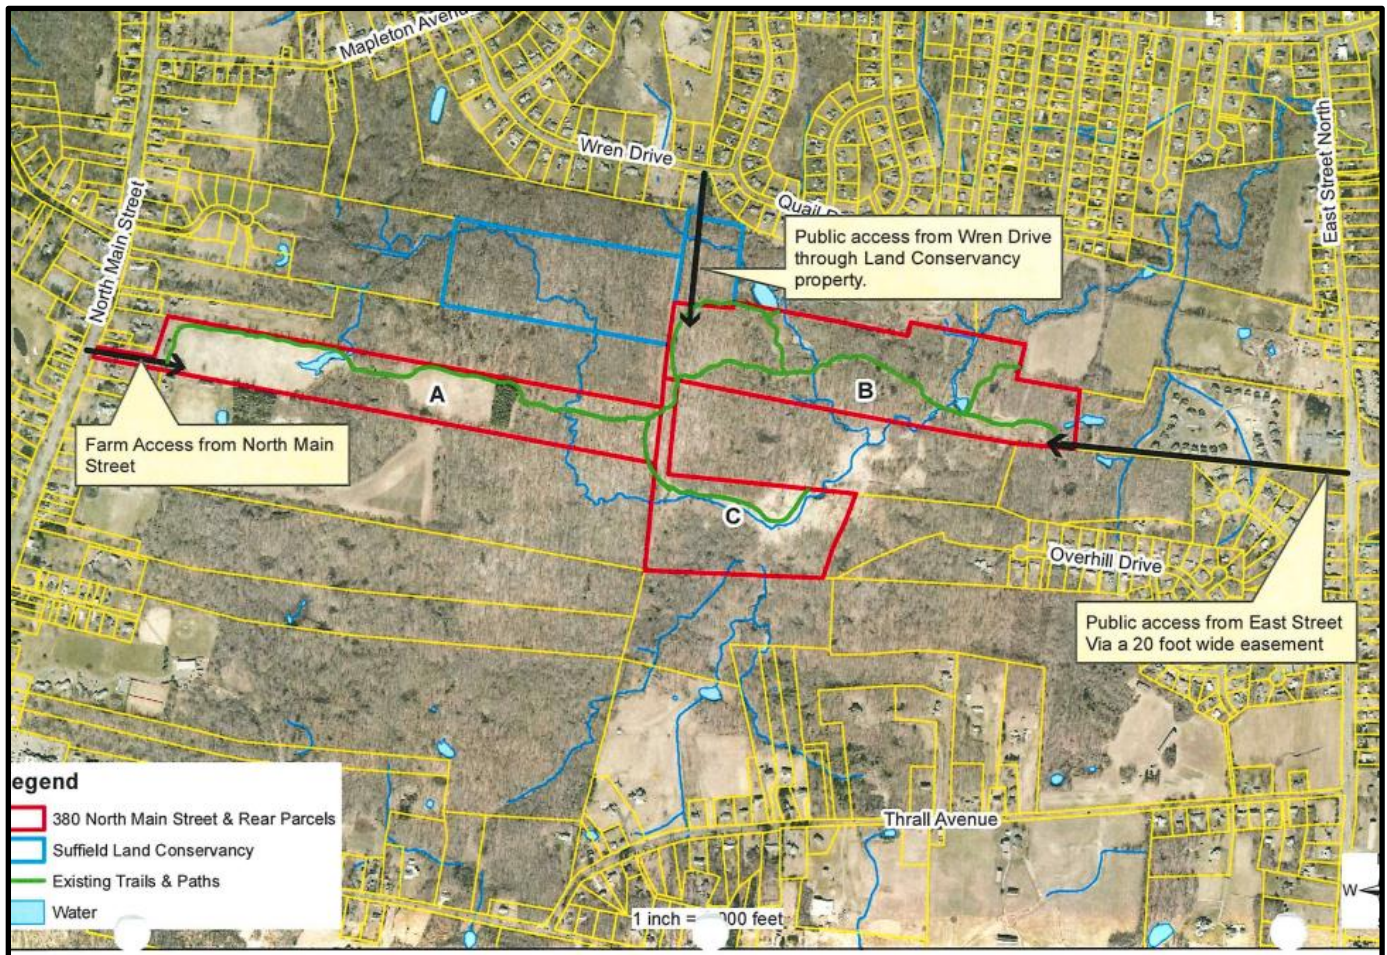 Mapleton Avenue
Wren Drive
East Street North
North Main Street
Quail D
Public access from Wren Drive
through Land Conservancy
property.
A
B
Farm Access from North Main
Street
C
Overhill Drive
Public access from East Street
Via a 20 foot wide easement
egend
380 North Main Street & Rear Parcels
Suffield Land Conservancy
Existing Trails & Paths
Water
Thrall Avenue
W
1 inch = 000 feet